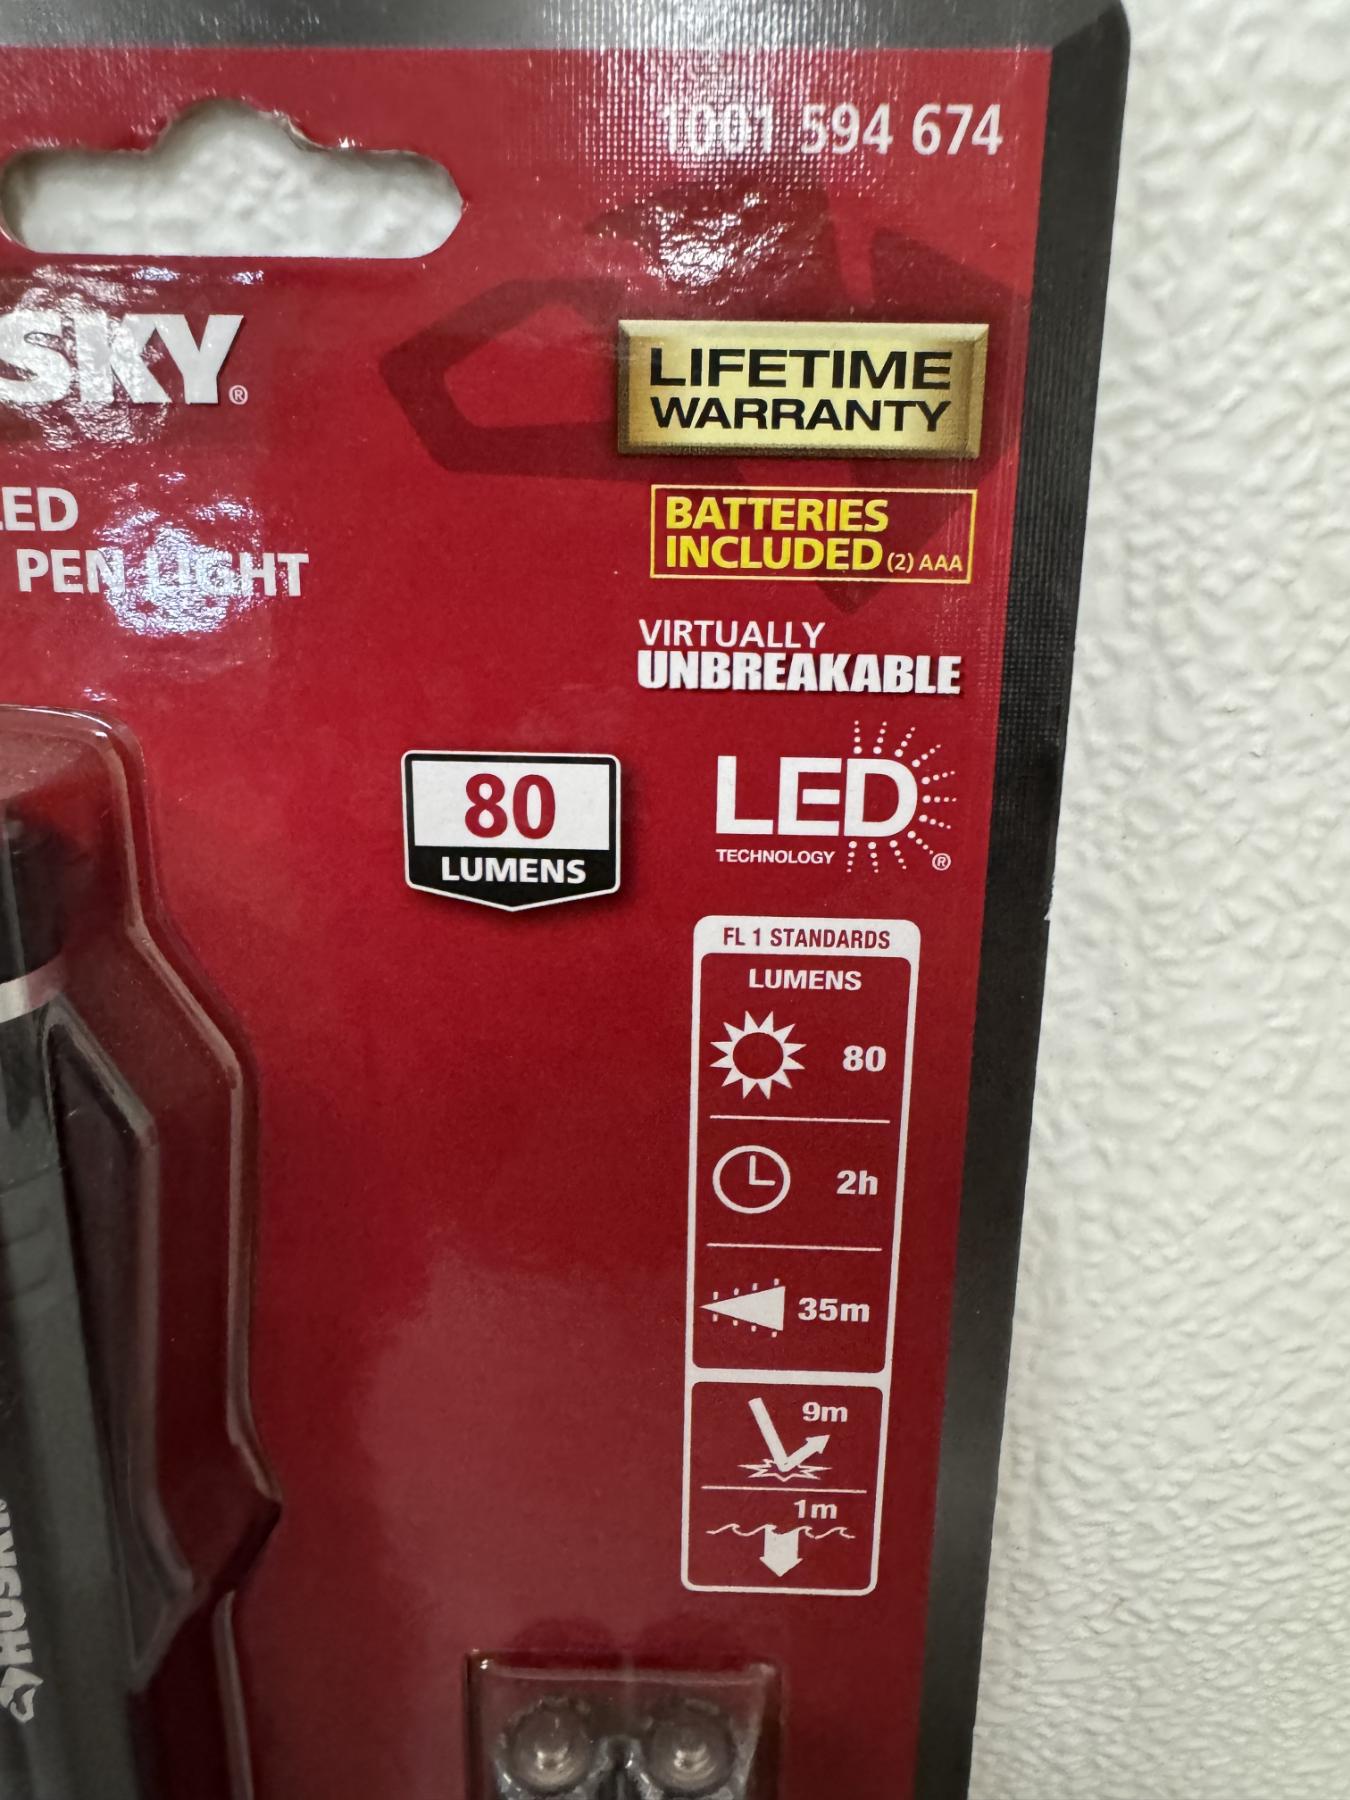 1001 594 674
SKY®
LED
PEN LIGHT
LIFETIME
WARRANTY
BATTERIES
INCLUDED (2) AAA
VIRTUALLY
UNBREAKABLE
80
LUMENS
LED
TECHNOLOGY ®
FL 1 STANDARDS
LUMENS
80
2h
35m
9m
1m
HUSKY